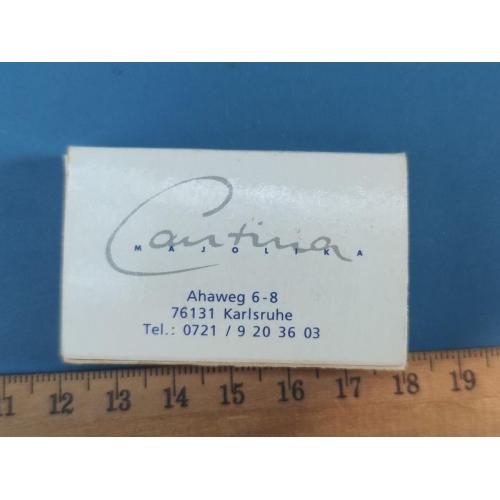 Cantina
MAJOLIKA
Ahaweg 6-8
76131 Karlsruhe
Tel.: 0721 / 9 20 36 03
11 12 13 14 15 16 17 18 19